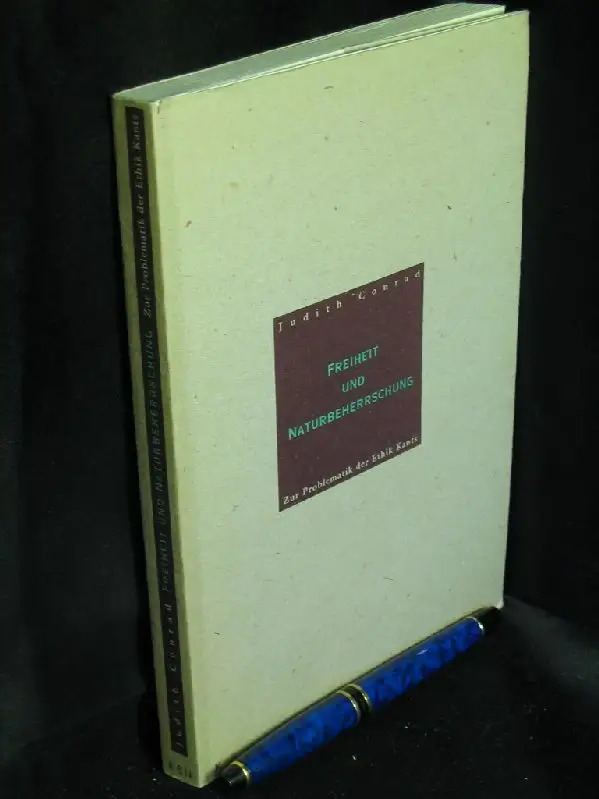 Judith Conrad
FREIHEIT
UND
NATURBEHERRSCHUNG
Zur Problematik der Ethik Kants
Judith Conrad FREIHEIT UND NATURBEHERRSCHUNG Zur Problematik der Ethik Kants